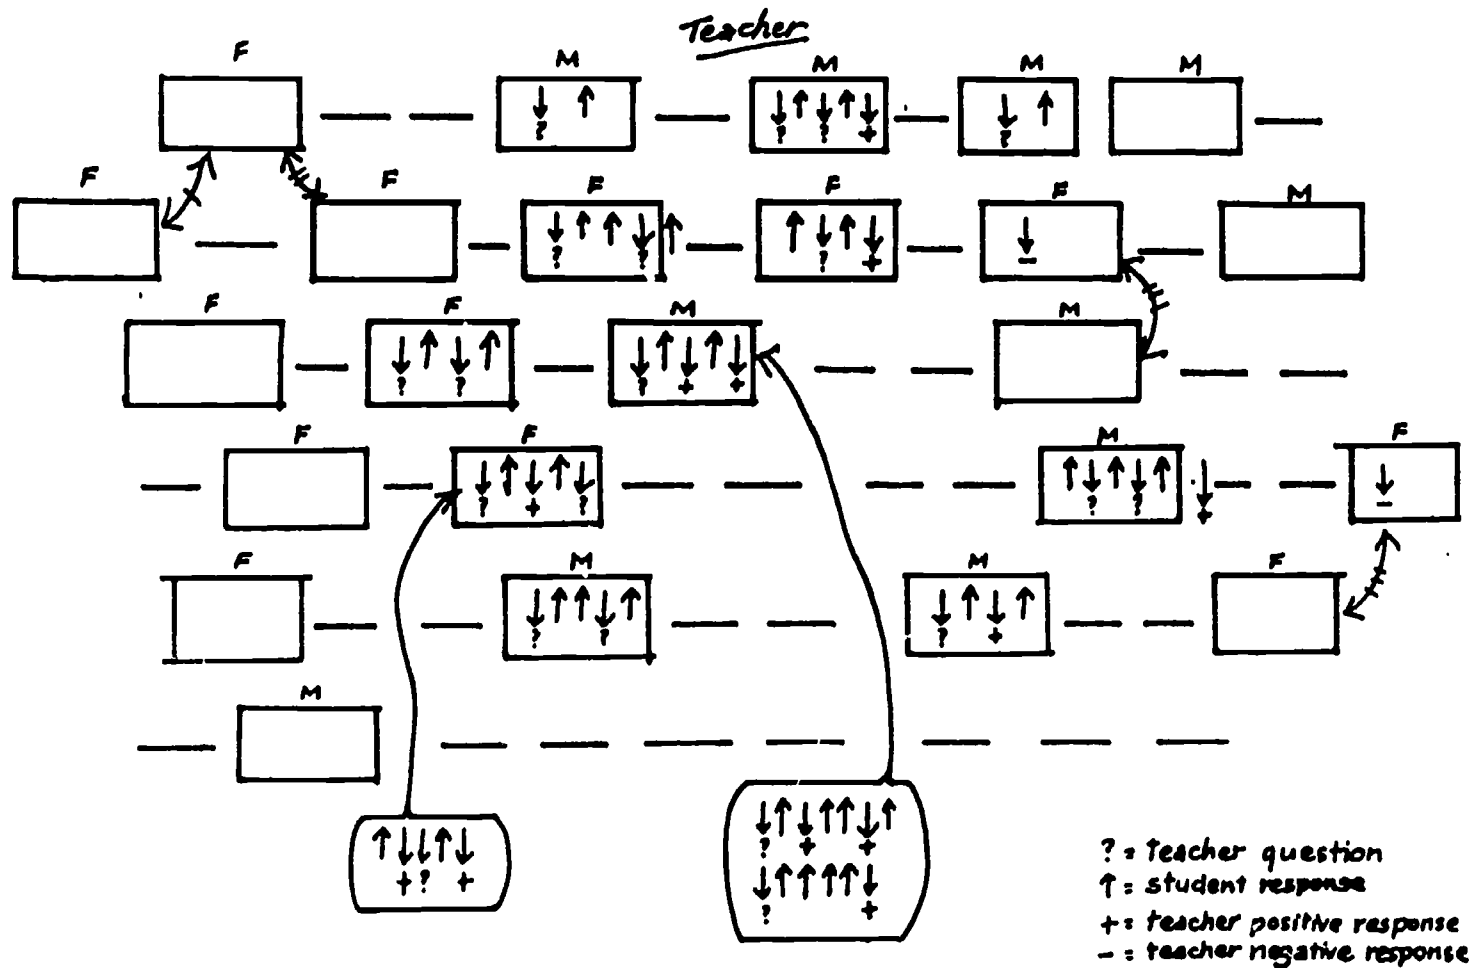 Teacher
F M M M M
↓ ↑ ↓ ↑ ↓ ↑ ↓ ↓ ↑
? ? ? + ?
F F F F F M
↓ ↑ ↑ ↓ ↑ ↑ ↓ ↑ ↓ ↓
? ? ? + -
F F M M
↓ ↑ ↓ ↑ ↓ ↑ ↓ ↑ ↓
? ? ? + +
F F M F
↓ ↑ ↓ ↑ ↓ ↑ ↓ ↑ ↓ ↑ ↓ ↓
? + ? ? ? + -
F M M F
↓ ↑ ↑ ↓ ↑ ↓ ↑ ↓ ↑
? ? ? +
M
↑ ↓ ↓ ↑ ↓
+ ? +
↓ ↑ ↓ ↑ ↑ ↓ ↑
? + +
↓ ↑ ↑ ↑ ↑ ↓
? +
? = teacher question
↑ = student response
+ = teacher positive response
- = teacher negative response